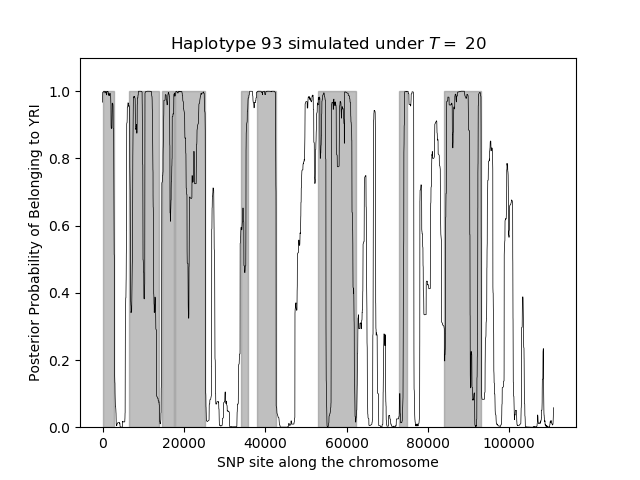 Haplotype 93 simulated under T = 20
Posterior Probability of Belonging to YRI
1.0
0.8
0.6
0.4
0.2
0.0
0 20000 40000 60000 80000 100000
SNP site along the chromosome